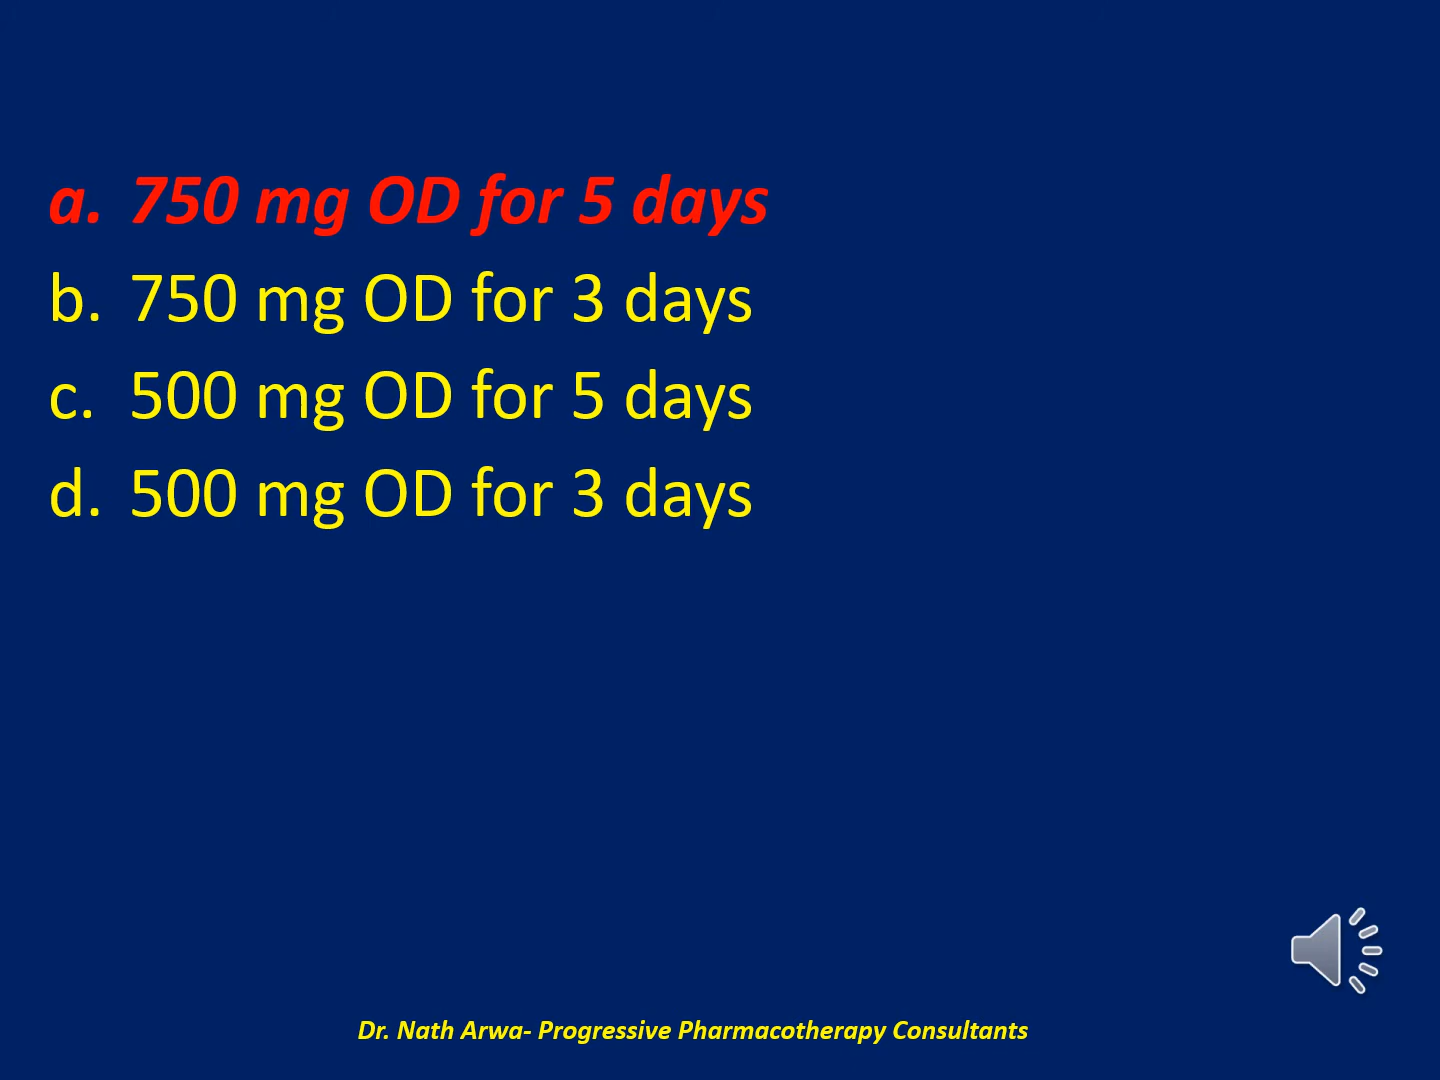 a. 750 mg OD for 5 days
b. 750 mg OD for 3 days
c. 500 mg OD for 5 days
d. 500 mg OD for 3 days
Dr. Nath Arwa- Progressive Pharmacotherapy Consultants